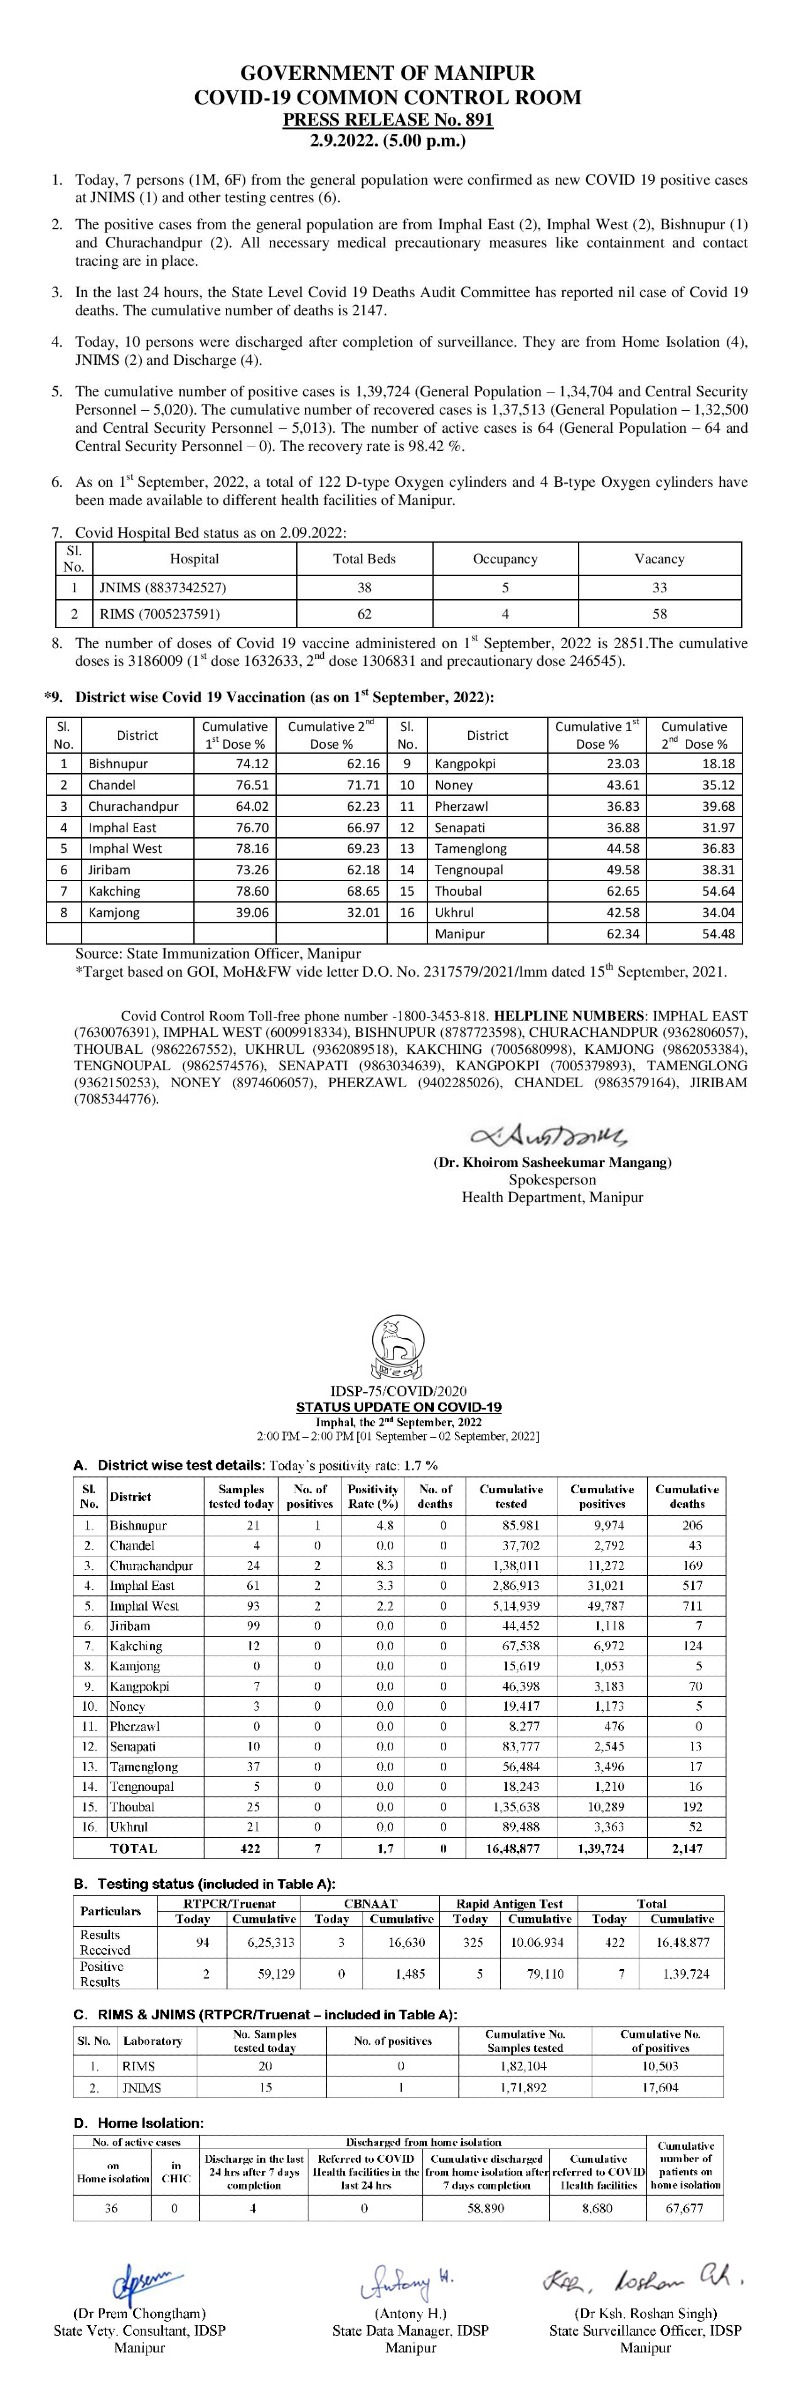 GOVERNMENT OF MANIPUR
COVID-19 COMMON CONTROL ROOM
PRESS RELEASE No. 891
2.9.2022. (5.00 p.m.)
1. Today, 7 persons (1M, 6F) from the general population were confirmed as new COVID 19 positive cases
at JNIMS (1) and other testing centres (6).
2. The positive cases from the general population are from Imphal East (2), Imphal West (2), Bishnupur (1)
and Churachandpur (2). All necessary medical precautionary measures like containment and contact
tracing are in place.
3. In the last 24 hours, the State Level Covid 19 Deaths Audit Committee has reported nil case of Covid 19
deaths. The cumulative number of deaths is 2147.
4. Today, 10 persons were discharged after completion of surveillance. They are from Home Isolation (4),
JNIMS (2) and Discharge (4).
5. The cumulative number of positive cases is 1,39,724 (General Population – 1,34,704 and Central Security
Personnel – 5,020). The cumulative number of recovered cases is 1,37,513 (General Population – 1,32,500
and Central Security Personnel – 5,013). The number of active cases is 64 (General Population – 64 and
Central Security Personnel – 0). The recovery rate is 98.42 %.
6. As on 1st September, 2022, a total of 122 D-type Oxygen cylinders and 4 B-type Oxygen cylinders have
been made available to different health facilities of Manipur.
7. Covid Hospital Bed status as on 2.09.2022:
Sl. No. Hospital Total Beds Occupancy Vacancy
1 JNIMS (8837342527) 38 5 33
2 RIMS (7005237591) 62 4 58
8. The number of doses of Covid 19 vaccine administered on 1st September, 2022 is 2851.The cumulative
doses is 3186009 (1st dose 1632633, 2nd dose 1306831 and precautionary dose 246545).
*9. District wise Covid 19 Vaccination (as on 1st September, 2022):
Sl. No. District Cumulative 1st Dose % Cumulative 2nd Dose % Sl. No. District Cumulative 1st Dose % Cumulative 2nd Dose %
1 Bishnupur 74.12 62.16 9 Kangpokpi 23.03 18.18
2 Chandel 76.51 71.71 10 Noney 43.61 35.12
3 Churachandpur 64.02 62.23 11 Pherzawl 36.83 39.68
4 Imphal East 76.70 66.97 12 Senapati 36.88 31.97
5 Imphal West 78.16 69.23 13 Tamenglong 44.58 36.83
6 Jiribam 73.26 62.18 14 Tengnoupal 49.58 38.31
7 Kakching 78.60 68.65 15 Thoubal 62.65 54.64
8 Kamjong 39.06 32.01 16 Ukhrul 42.58 34.04
Manipur 62.34 54.48
Source: State Immunization Officer, Manipur
*Target based on GOI, MoH&FW vide letter D.O. No. 2317579/2021/Imm dated 15th September, 2021.
Covid Control Room Toll-free phone number -1800-3453-818. HELPLINE NUMBERS: IMPHAL EAST
(7630076391), IMPHAL WEST (6009918334), BISHNUPUR (8787723598), CHURACHANDPUR (9362806057),
THOUBAL (9862267552), UKHRUL (9362089518), KAKCHING (7005680998), KAMJONG (9862053384),
TENGNOUPAL (9862574576), SENAPATI (9863034639), KANGPOKPI (7005379893), TAMENGLONG
(9362150253), NONEY (8974606057), PHERZAWL (9402285026), CHANDEL (9863579164), JIRIBAM
(7085344776).
(Dr. Khoirom Sasheekumar Mangang)
Spokesperson
Health Department, Manipur
IDSP-75/COVID/2020
STATUS UPDATE ON COVID-19
Imphal, the 2nd September, 2022
2:00 PM – 2:00 PM [01 September – 02 September, 2022]
A. District wise test details: Today's positivity rate: 1.7 %
Sl. No. District Samples tested today No. of positives Positivity Rate (%) No. of deaths Cumulative tested Cumulative positives Cumulative deaths
1. Bishnupur 21 1 4.8 0 85,981 9,974 206
2. Chandel 4 0 0.0 0 37,702 2,792 43
3. Churachandpur 24 2 8.3 0 1,38,011 11,272 169
4. Imphal East 61 2 3.3 0 2,86,913 31,021 517
5. Imphal West 93 2 2.2 0 5,14,939 49,787 711
6. Jiribam 99 0 0.0 0 44,452 1,118 7
7. Kakching 12 0 0.0 0 67,538 6,972 124
8. Kamjong 0 0 0.0 0 15,619 1,053 5
9. Kangpokpi 7 0 0.0 0 46,398 3,183 70
10. Noney 3 0 0.0 0 19,417 1,173 5
11. Pherzawl 0 0 0.0 0 8,277 476 0
12. Senapati 10 0 0.0 0 83,777 2,545 13
13. Tamenglong 37 0 0.0 0 56,484 3,496 17
14. Tengnoupal 5 0 0.0 0 18,243 1,210 16
15. Thoubal 25 0 0.0 0 1,35,638 10,289 192
16. Ukhrul 21 0 0.0 0 89,488 3,363 52
TOTAL 422 7 1.7 0 16,48,877 1,39,724 2,147
B. Testing status (included in Table A):
Particulars RTPCR/Truenat CBNAAT Rapid Antigen Test Total
Today Cumulative Today Cumulative Today Cumulative Today Cumulative
Results Received 94 6,25,313 3 16,630 325 10,06,934 422 16,48,877
Positive Results 2 59,129 0 1,485 5 79,110 7 1,39,724
C. RIMS & JNIMS (RTPCR/Truenat – included in Table A):
Sl. No. Laboratory No. Samples tested today No. of positives Cumulative No. Samples tested Cumulative No. of positives
1. RIMS 20 0 1,82,104 10,503
2. JNIMS 15 1 1,71,892 17,604
D. Home Isolation:
No. of active cases Discharged from home isolation Cumulative number of patients on home isolation
on Home isolation in CHIC Discharge in the last 24 hrs after 7 days completion Referred to COVID Health facilities in the last 24 hrs Cumulative discharged from home isolation after 7 days completion Cumulative referred to COVID Health facilities
36 0 4 0 58,890 8,680 67,677
Antony H.
Ksh. Roshan Singh
(Dr Prem Chongtham) (Antony H.) (Dr Ksh. Roshan Singh)
State Vety. Consultant, IDSP State Data Manager, IDSP State Surveillance Officer, IDSP
Manipur Manipur Manipur